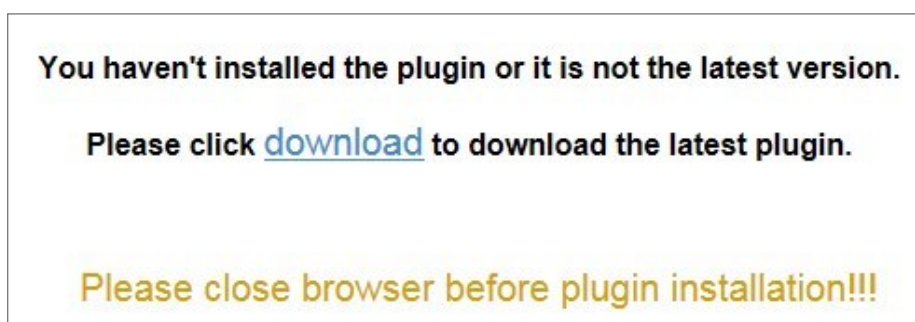 You haven't installed the plugin or it is not the latest version.
Please click download to download the latest plugin.
Please close browser before plugin installation!!!